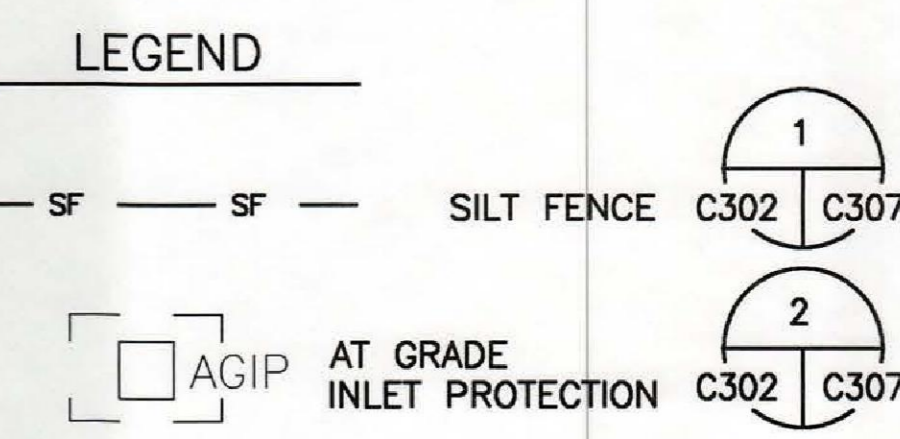 LEGEND
1
SF SF SILT FENCE C302 C307
2
AGIP AT GRADE
INLET PROTECTION C302 C307